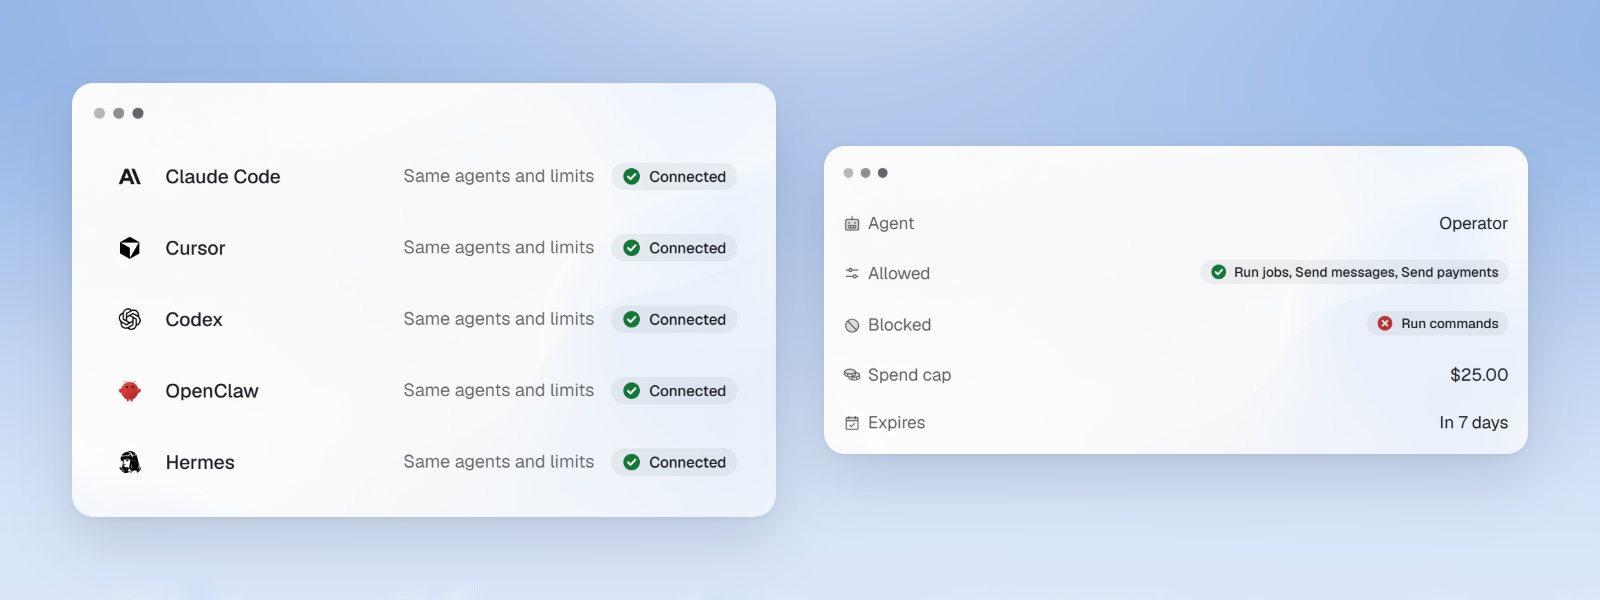 Claude Code Same agents and limits Connected
Cursor Same agents and limits Connected
Codex Same agents and limits Connected
OpenClaw Same agents and limits Connected
Hermes Same agents and limits Connected
Agent Operator
Allowed Run jobs, Send messages, Send payments
Blocked Run commands
Spend cap $25.00
Expires In 7 days